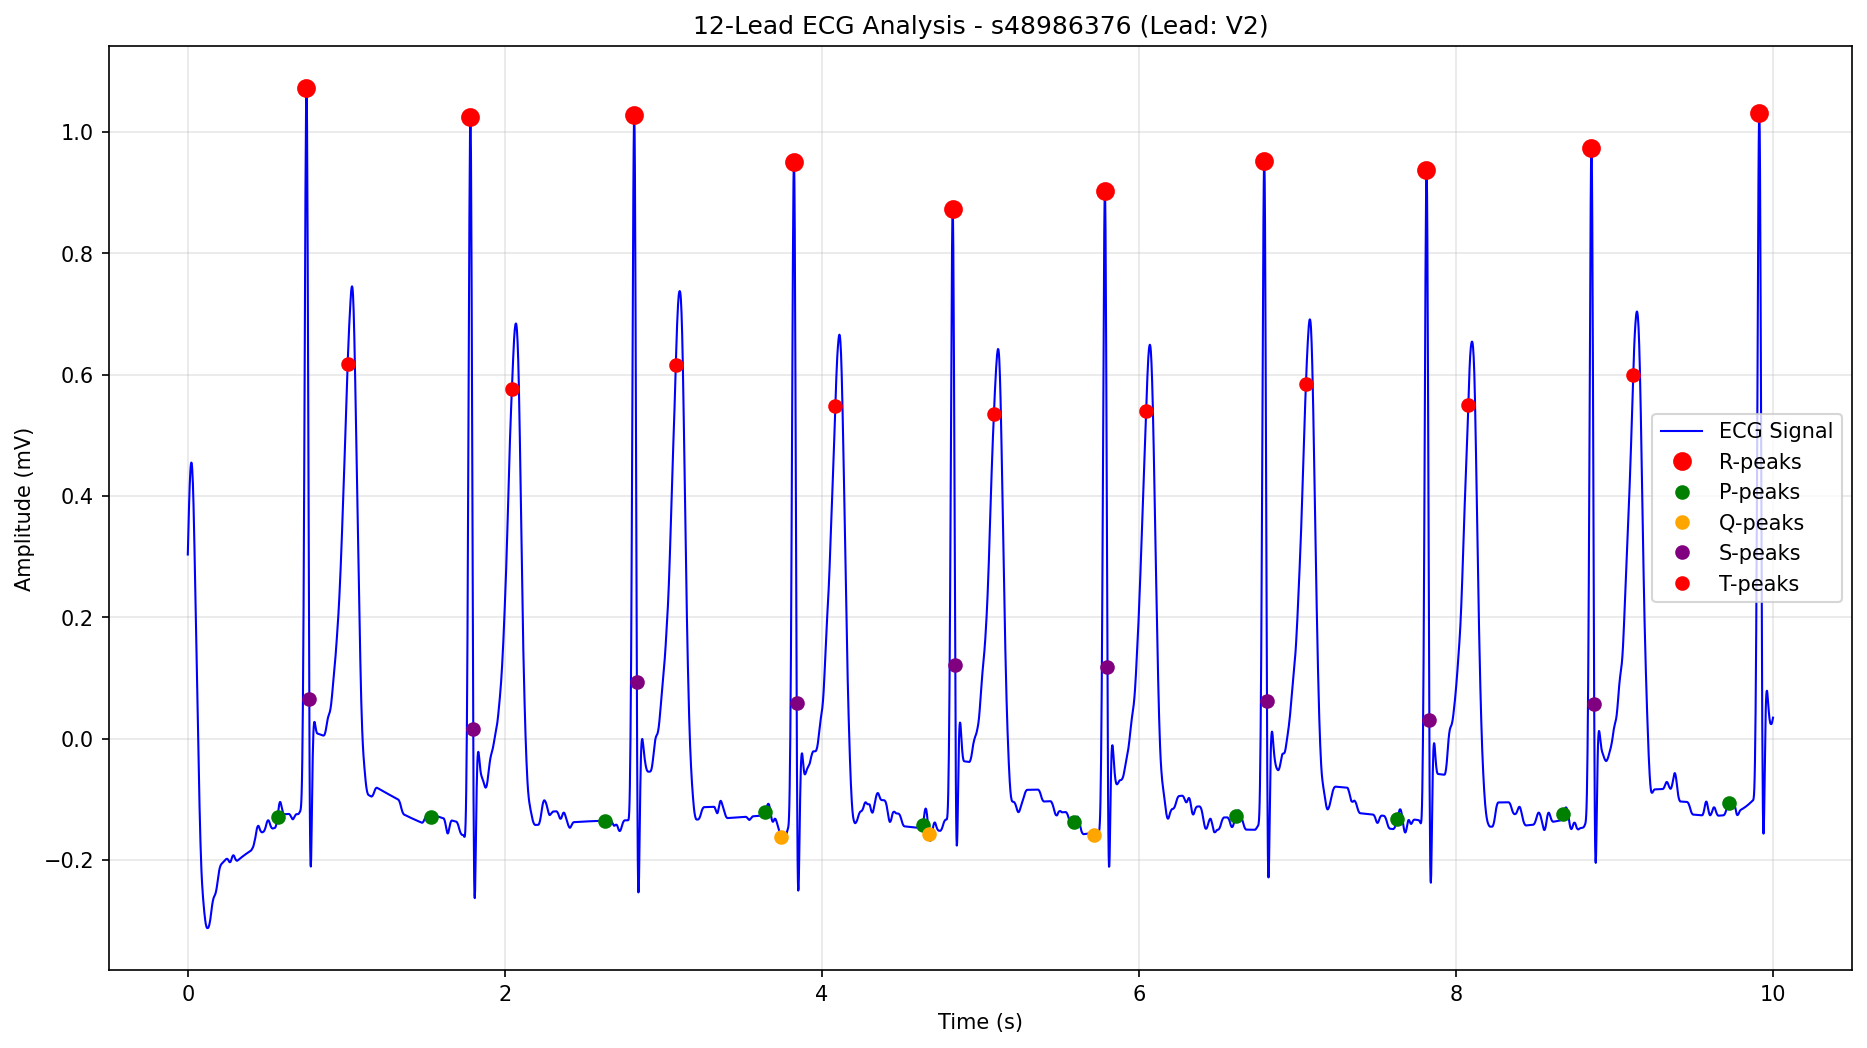 12-Lead ECG Analysis - s48986376 (Lead: V2)
Amplitude (mV)
1.0
0.8
0.6
0.4
0.2
0.0
−0.2
ECG Signal
R-peaks
P-peaks
Q-peaks
S-peaks
T-peaks
0 2 4 6 8 10
Time (s)